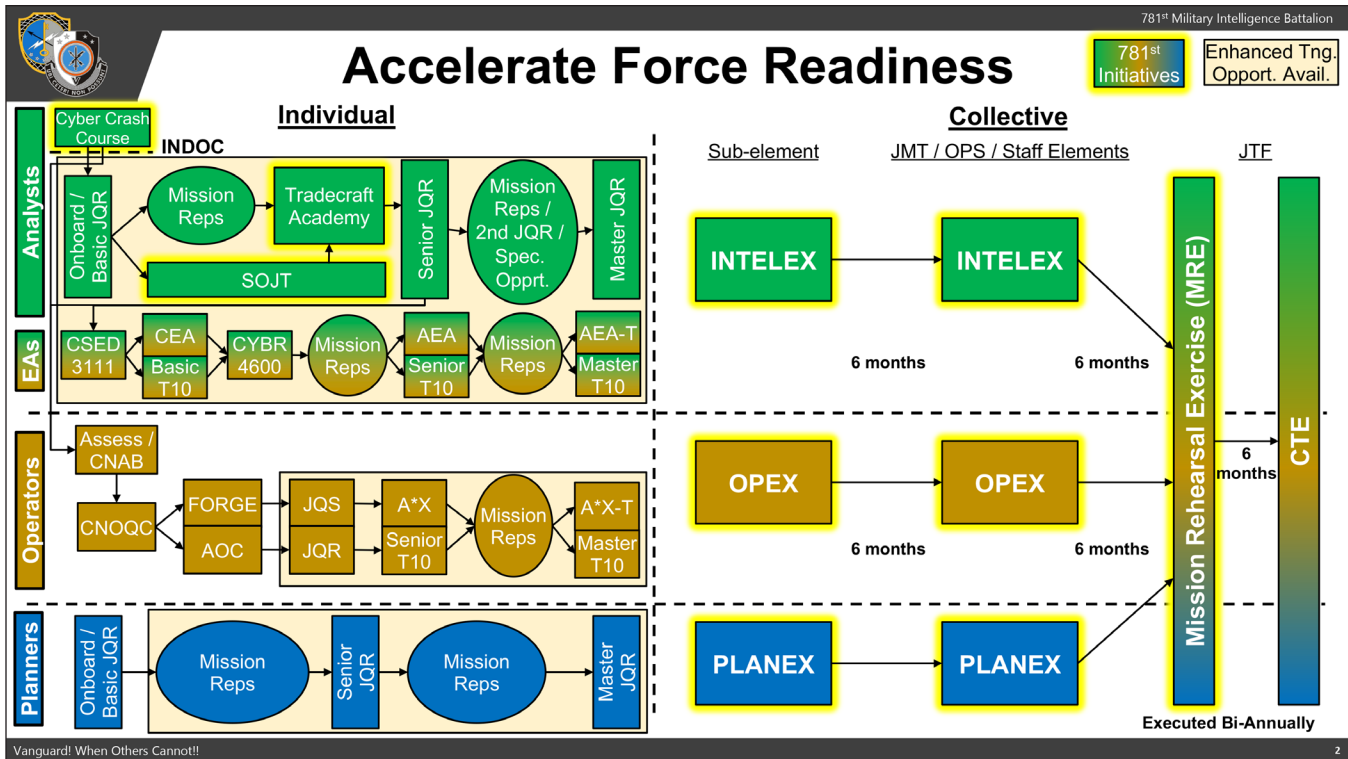 781st Military Intelligence Battalion
Accelerate Force Readiness
781st
Initiatives
Enhanced Tng.
Opport. Avail.
Individual
Collective
Sub-element
JMT / OPS / Staff Elements
JTF
Analysts
Cyber Crash
Course
INDOC
Onboard /
Basic JQR
Mission
Reps
Tradecraft
Academy
SOJT
Senior JQR
Mission
Reps /
2nd JQR /
Spec.
Opprt.
Master JQR
INTELEX
INTELEX
EAs
CSED
3111
CEA
Basic
T10
CYBR
4600
Mission
Reps
AEA
Senior
T10
Mission
Reps
AEA-T
Master
T10
6 months
6 months
Operators
Assess /
CNAB
CNOQC
FORGE
AOC
JQS
JQR
A*X
Senior
T10
Mission
Reps
A*X-T
Master
T10
OPEX
OPEX
6 months
6 months
Planners
Onboard /
Basic JQR
Mission
Reps
Senior
JQR
Mission
Reps
Master
JQR
PLANEX
PLANEX
Mission Rehearsal Exercise (MRE)
6
months
CTE
Executed Bi-Annually
Vanguard! When Others Cannot!!
2